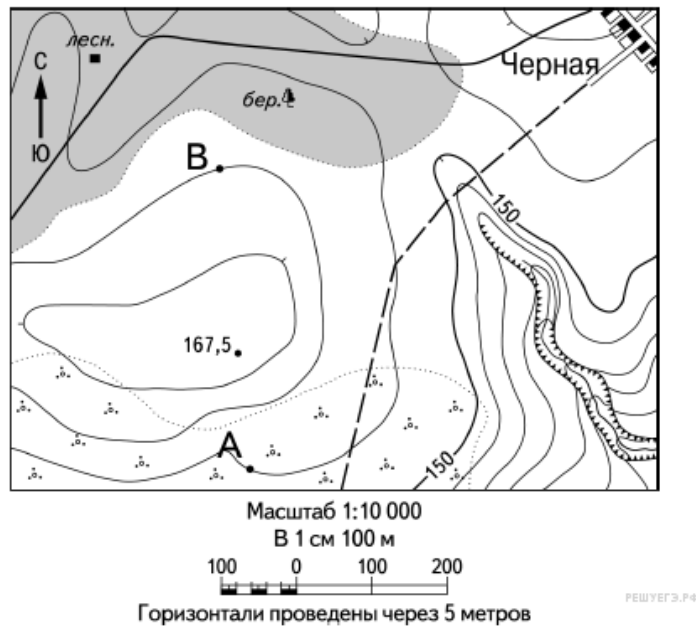 лесн.
С
Черная
бер.
Ю
В
150
167,5
А
150
Масштаб 1:10 000
В 1 см 100 м
100 0 100 200
Горизонтали проведены через 5 метров
РЕШУЕГЭ.РФ